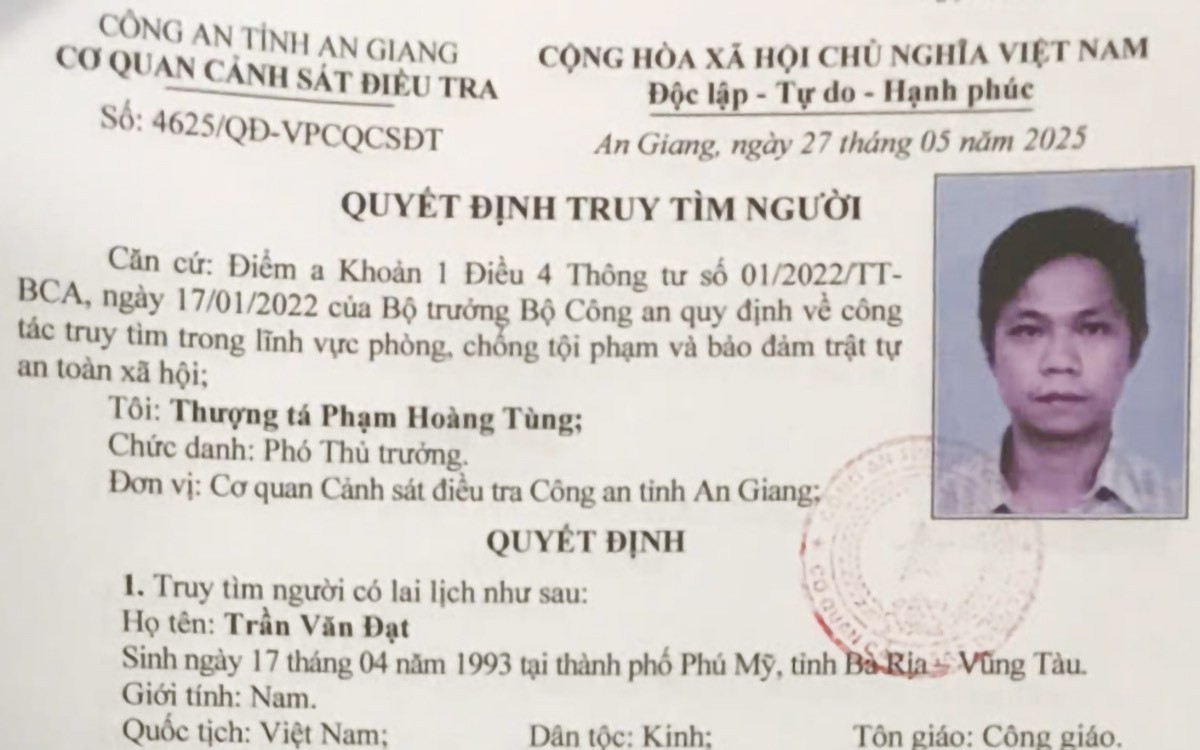 CÔNG AN TỈNH AN GIANG
CƠ QUAN CẢNH SÁT ĐIỀU TRA
Số: 4625/QĐ-VPCQCSĐT
CỘNG HÒA XÃ HỘI CHỦ NGHĨA VIỆT NAM
Độc lập - Tự do - Hạnh phúc
An Giang, ngày 27 tháng 05 năm 2025
QUYẾT ĐỊNH TRUY TÌM NGƯỜI
Căn cứ: Điểm a Khoản 1 Điều 4 Thông tư số 01/2022/TT-
BCA, ngày 17/01/2022 của Bộ trưởng Bộ Công an quy định về công
tác truy tìm trong lĩnh vực phòng, chống tội phạm và bảo đảm trật tự
an toàn xã hội;
Tôi: Thượng tá Phạm Hoàng Tùng;
Chức danh: Phó Thủ trưởng.
Đơn vị: Cơ quan Cảnh sát điều tra Công an tỉnh An Giang;
QUYẾT ĐỊNH
1. Truy tìm người có lai lịch như sau:
Họ tên: Trần Văn Đạt
Sinh ngày 17 tháng 04 năm 1993 tại thành phố Phú Mỹ, tỉnh Bà Rịa – Vũng Tàu.
Giới tính: Nam.
Quốc tịch: Việt Nam; Dân tộc: Kinh; Tôn giáo: Công giáo.